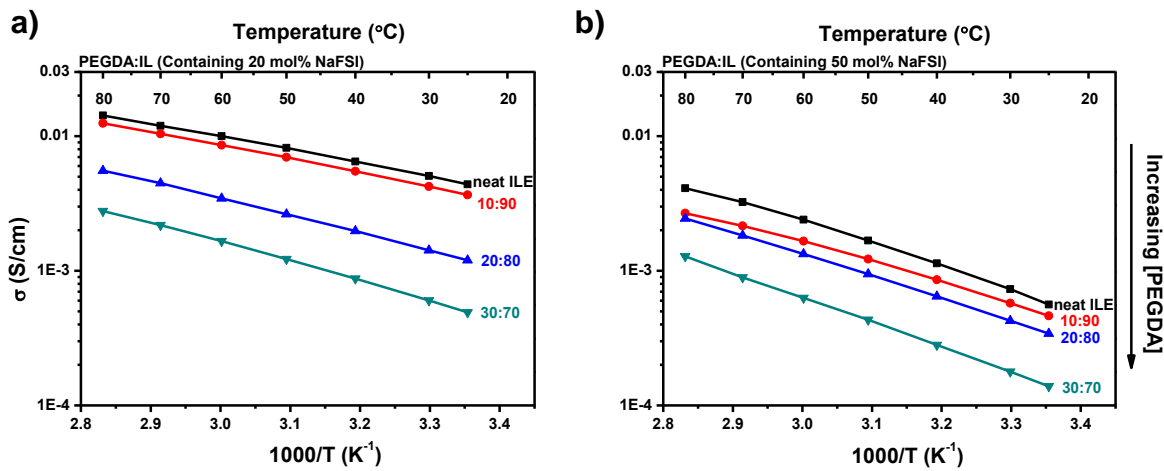 a)
Temperature (°C)
PEGDA:IL (Containing 20 mol% NaFSI)
80 70 60 50 40 30 20
0.03
0.01
1E-3
1E-4
σ (S/cm)
neat ILE
10:90
20:80
30:70
2.8 2.9 3.0 3.1 3.2 3.3 3.4
1000/T (K⁻¹)
b)
Temperature (°C)
PEGDA:IL (Containing 50 mol% NaFSI)
80 70 60 50 40 30 20
0.03
0.01
1E-3
1E-4
neat ILE
10:90
20:80
30:70
2.8 2.9 3.0 3.1 3.2 3.3 3.4
1000/T (K⁻¹)
Increasing [PEGDA]